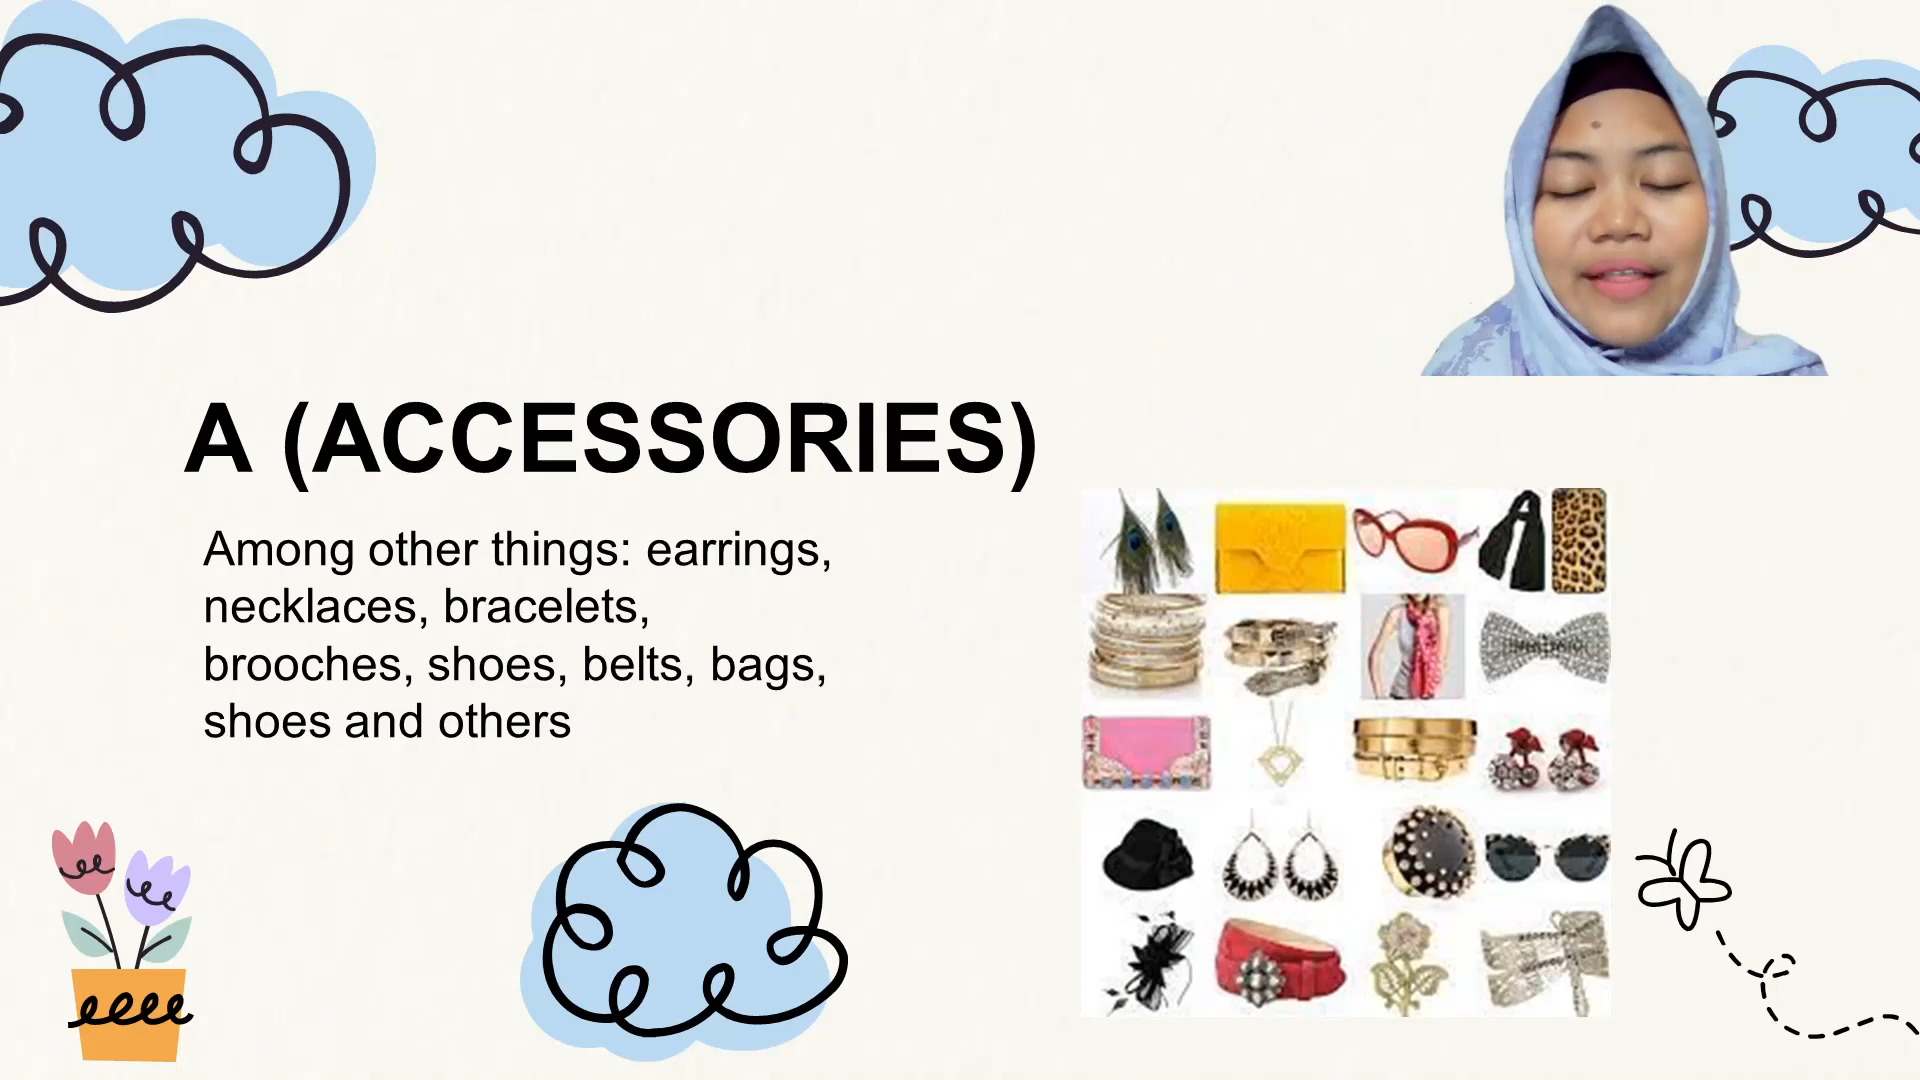 A (ACCESSORIES)
Among other things: earrings,
necklaces, bracelets,
brooches, shoes, belts, bags,
shoes and others